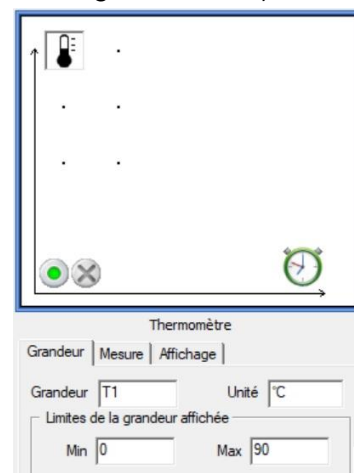 Thermomètre
Grandeur Mesure Affichage
Grandeur T1 Unité °C
Limites de la grandeur affichée
Min 0 Max 90